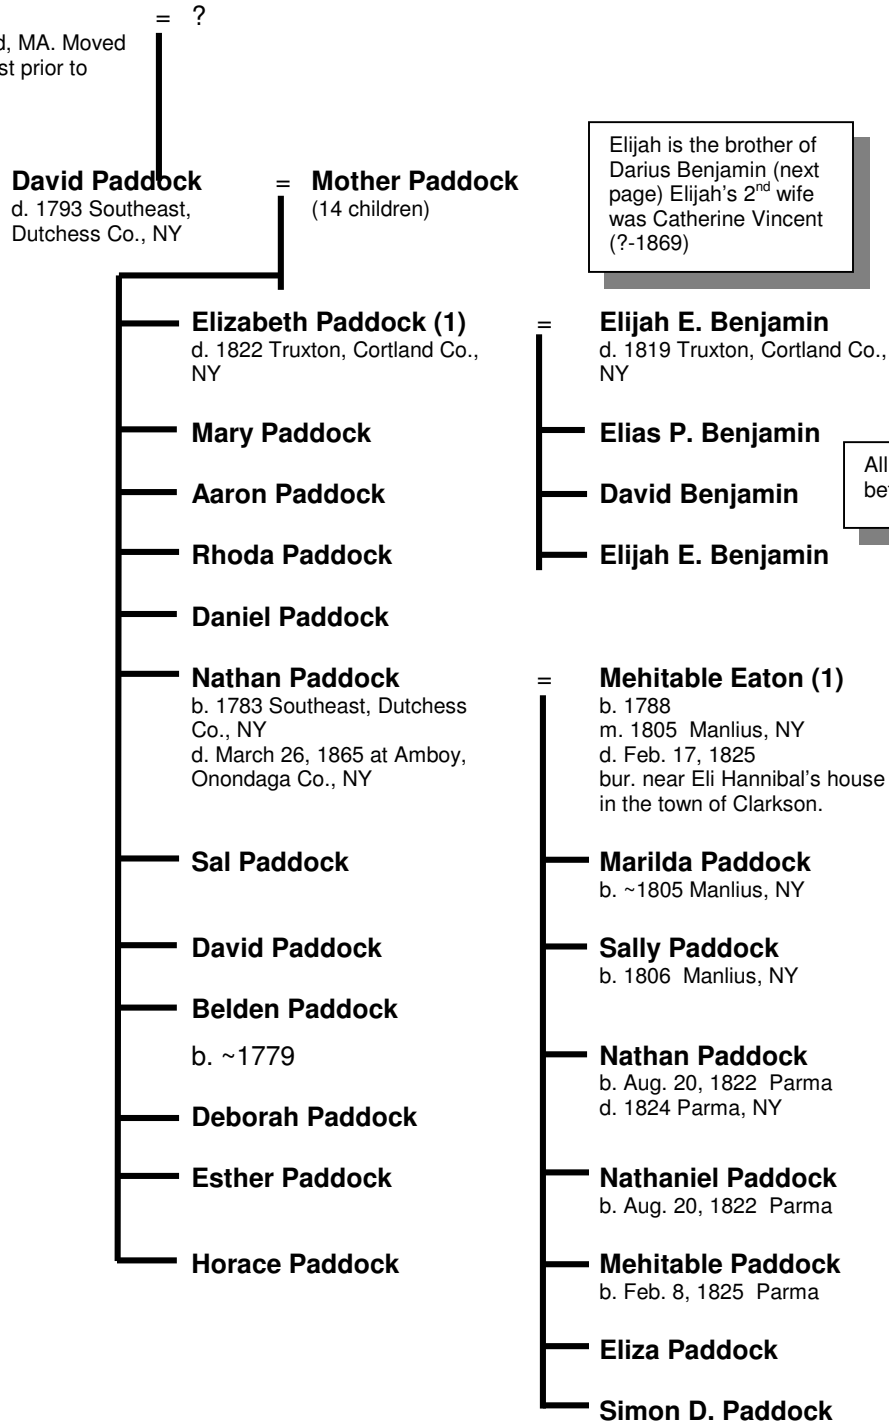 = ?
d, MA. Moved
st prior to
David Paddock
d. 1793 Southeast,
Dutchess Co., NY
= Mother Paddock
(14 children)
Elijah is the brother of
Darius Benjamin (next
page) Elijah's 2nd wife
was Catherine Vincent
(?-1869)
Elizabeth Paddock (1)
d. 1822 Truxton, Cortland Co.,
NY
= Elijah E. Benjamin
d. 1819 Truxton, Cortland Co.,
NY
Mary Paddock
Elias P. Benjamin
All
be
Aaron Paddock
David Benjamin
Rhoda Paddock
Elijah E. Benjamin
Daniel Paddock
Nathan Paddock
b. 1783 Southeast, Dutchess
Co., NY
d. March 26, 1865 at Amboy,
Onondaga Co., NY
= Mehitable Eaton (1)
b. 1788
m. 1805 Manlius, NY
d. Feb. 17, 1825
bur. near Eli Hannibal's house
in the town of Clarkson.
Sal Paddock
Marilda Paddock
b. ~1805 Manlius, NY
David Paddock
Sally Paddock
b. 1806 Manlius, NY
Belden Paddock
b. ~1779
Nathan Paddock
b. Aug. 20, 1822 Parma
d. 1824 Parma, NY
Deborah Paddock
Esther Paddock
Nathaniel Paddock
b. Aug. 20, 1822 Parma
Horace Paddock
Mehitable Paddock
b. Feb. 8, 1825 Parma
Eliza Paddock
Simon D. Paddock